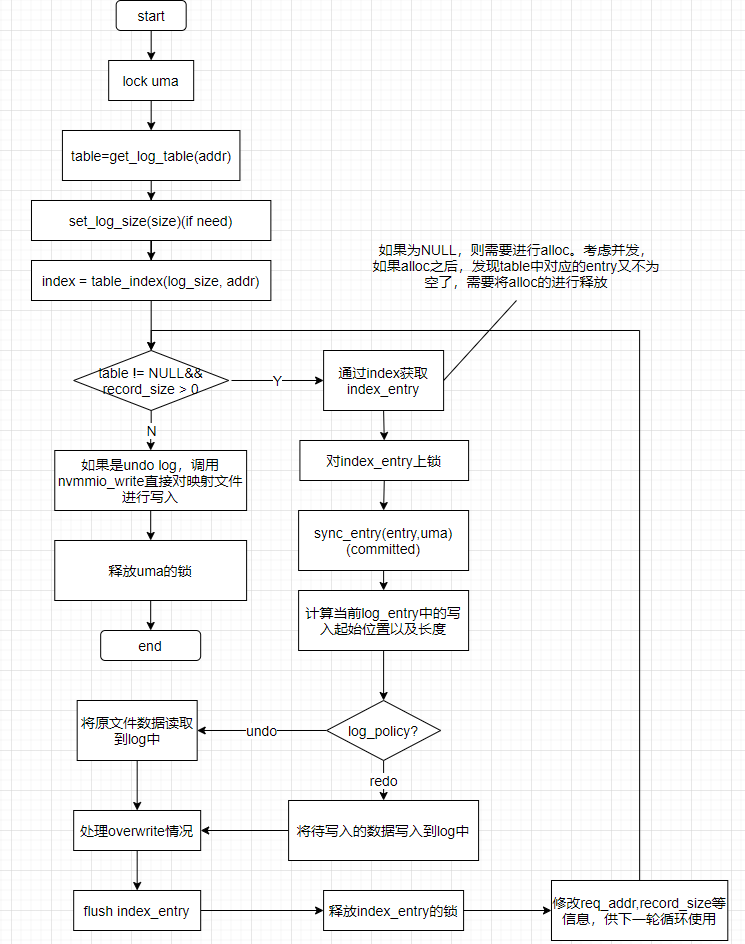 start
lock uma
table=get_log_table(addr)
set_log_size(size)(if need)
index = table_index(log_size, addr)
如果为NULL，则需要进行alloc。考虑并发，
如果alloc之后，发现table中对应的entry又不为
空了，需要将alloc的进行释放
table != NULL&&
record_size > 0
Y
通过index获取
index_entry
N
如果是undo log，调用
nvmmio_write直接对映射文件
进行写入
对index_entry上锁
释放uma的锁
sync_entry(entry,uma)
(committed)
end
计算当前log_entry中的写
入起始位置以及长度
log_policy?
undo
将原文件数据读取
到log中
redo
将待写入的数据写入到log中
处理overwrite情况
flush index_entry
释放index_entry的锁
修改req_addr,record_size等
信息，供下一轮循环使用